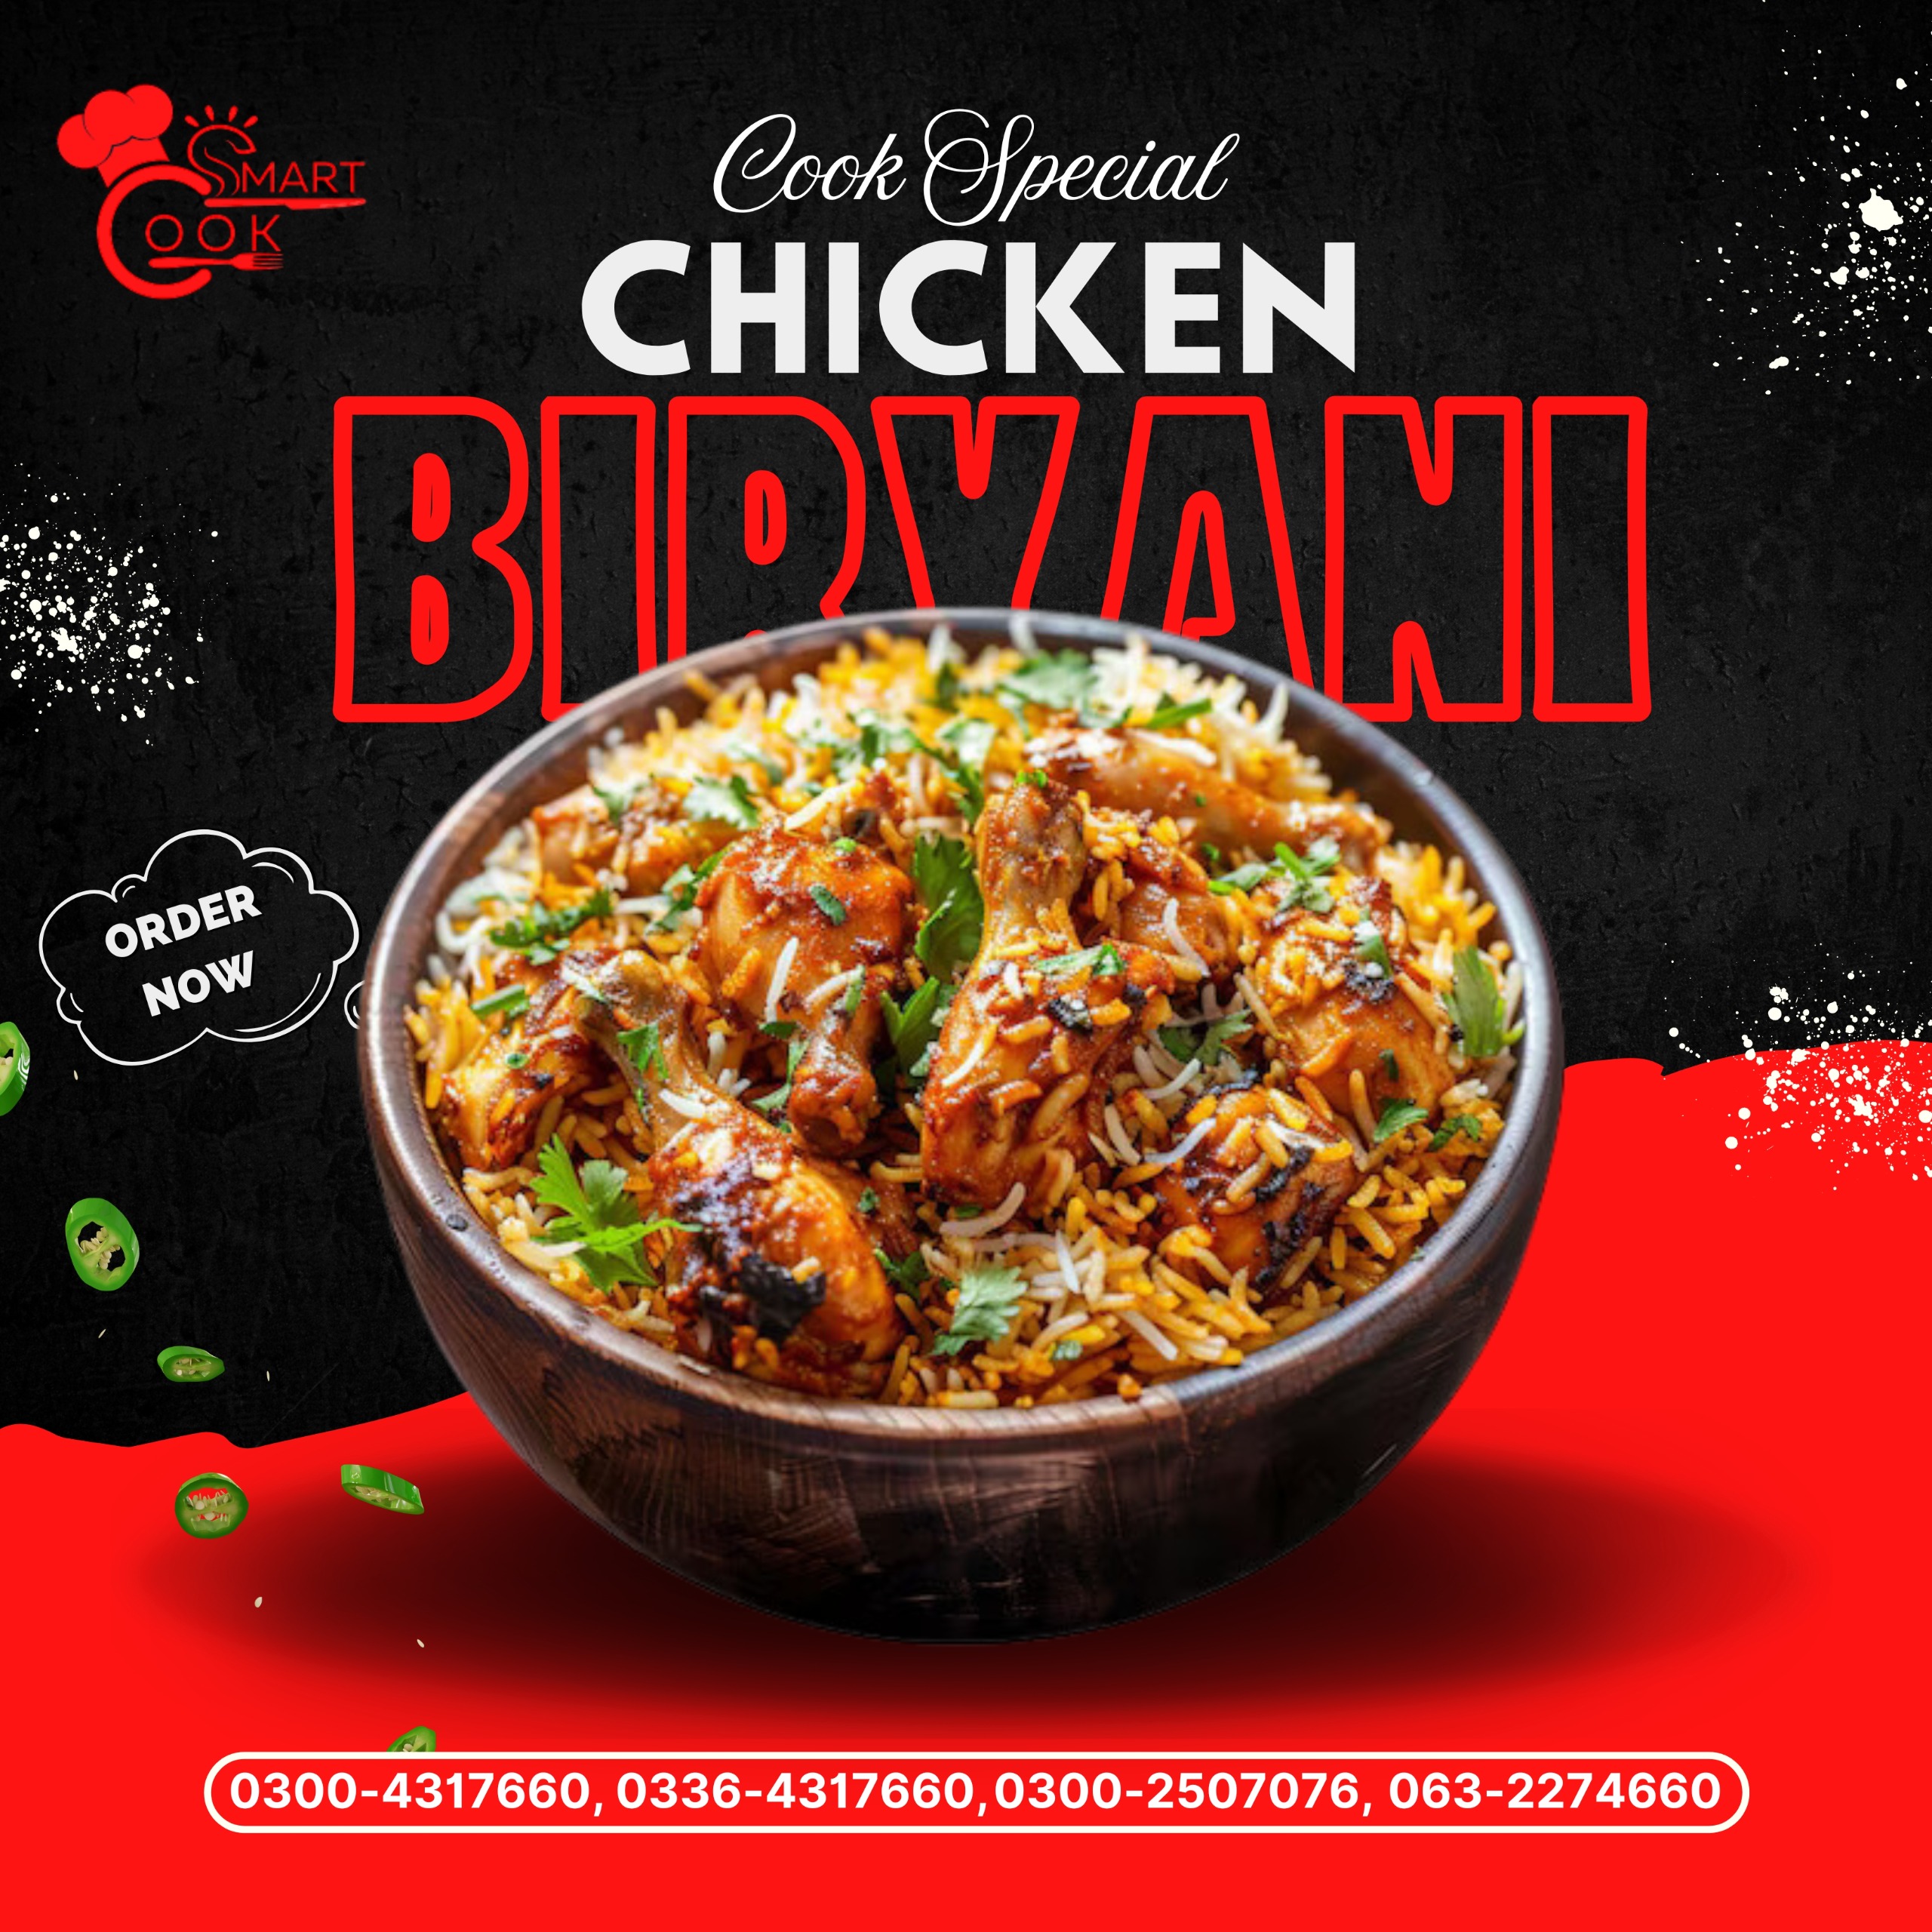 SMART
COOK
Cook Special
CHICKEN
BIRYANI
ORDER
NOW
0300-4317660, 0336-4317660,0300-2507076, 063-2274660